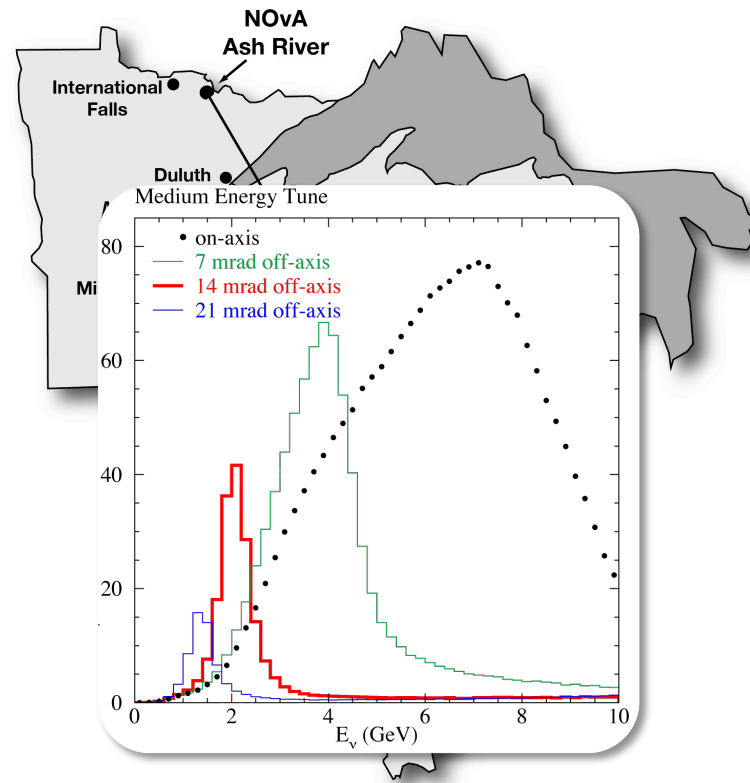 NOvA
Ash River
International
Falls
Duluth
Mi
Medium Energy Tune
on-axis
7 mrad off-axis
14 mrad off-axis
21 mrad off-axis
80
60
40
20
0
0 2 4 6 8 10
E_ν (GeV)